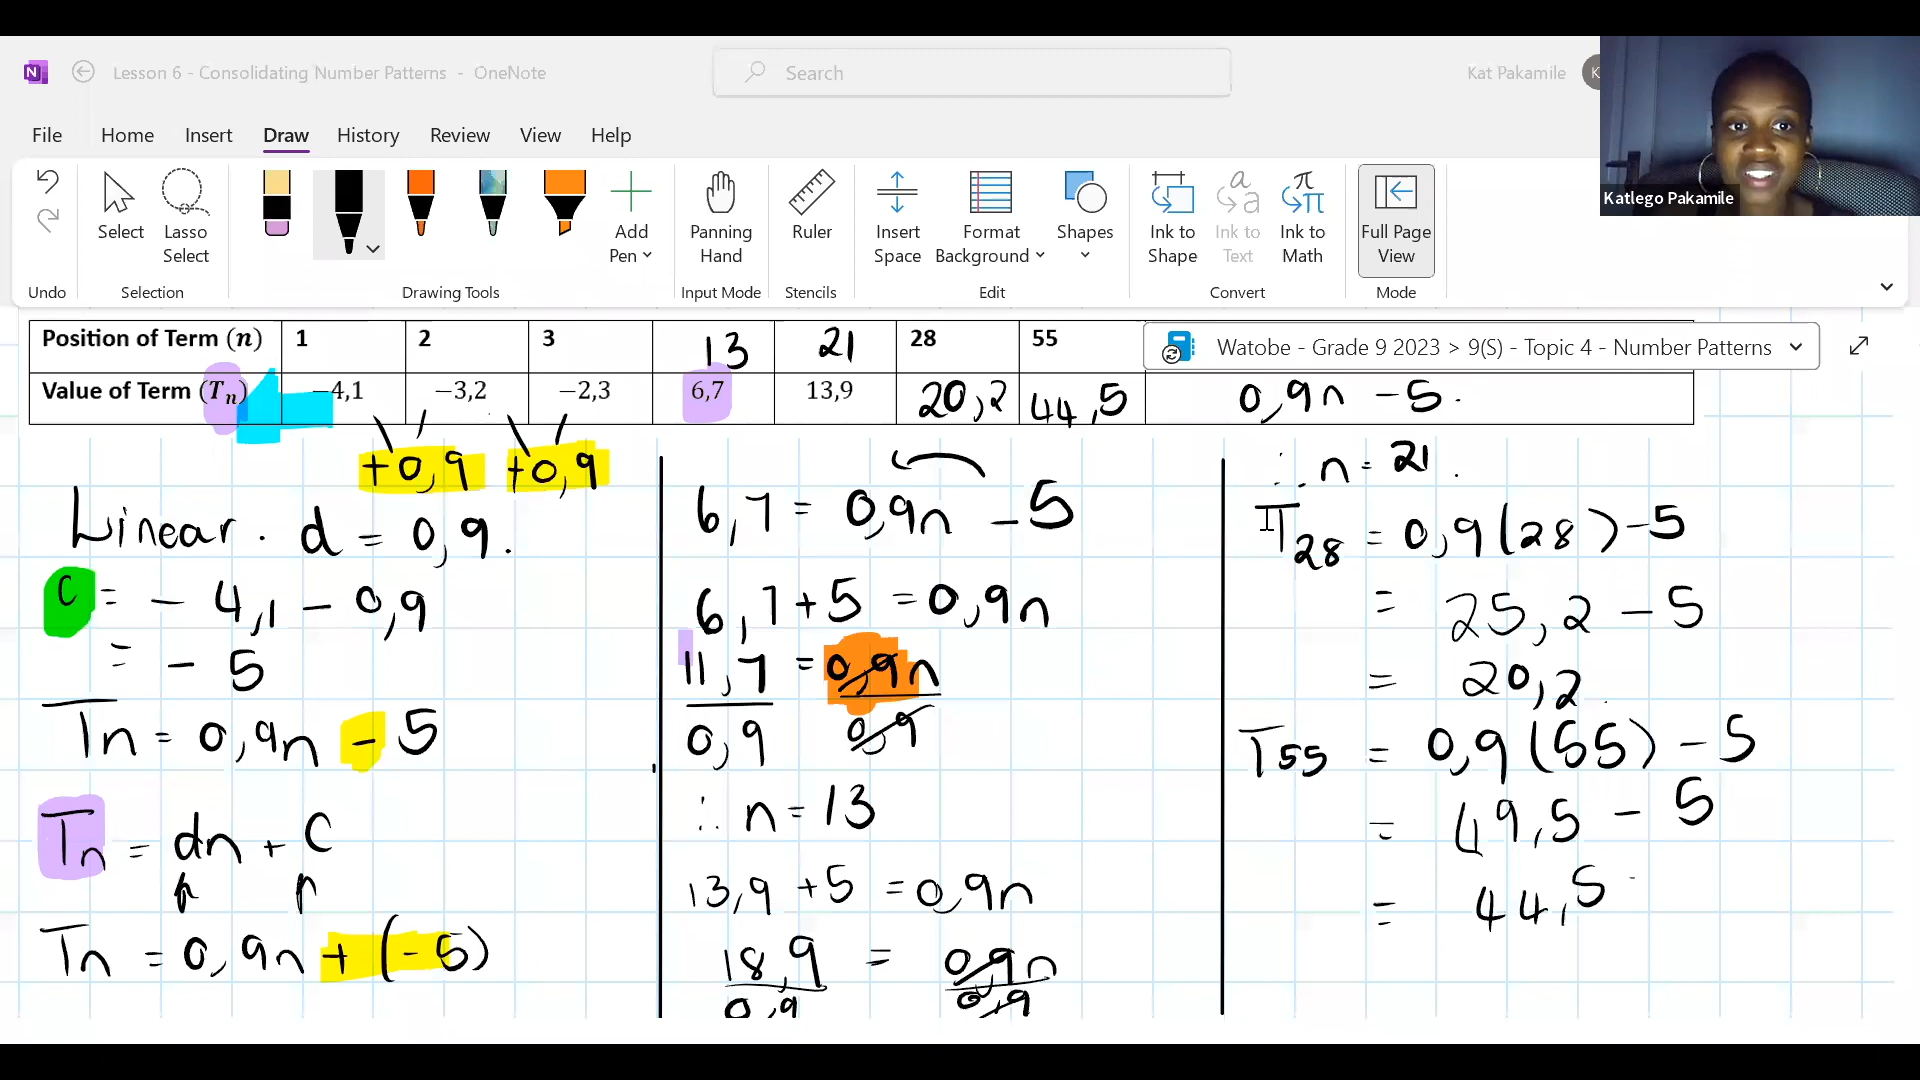 Lesson 6 - Consolidating Number Patterns - OneNote
Search
Kat Pakamile
K
File Home Insert Draw History Review View Help
Select
Lasso Select
Add Pen
Panning Hand
Ruler
Insert Space
Format Background
Shapes
Ink to Shape
Ink to Text
Ink to Math
Full Page View
Undo
Selection
Drawing Tools
Input Mode
Stencils
Edit
Convert
Mode
Katlego Pakamile
Watobe - Grade 9 2023 > 9(S) - Topic 4 - Number Patterns
Position of Term (n) 1 2 3 13 21 28 55
Value of Term (Tn) −4,1 −3,2 −2,3 6,7 13,9 20,2 44,5 0,9n − 5.
+0,9 +0,9
Linear. d = 0,9.
C = − 4,1 − 0,9
= − 5
Tn = 0,9n − 5
Tn = dn + C
Tn = 0,9n + (−5)
6,7 = 0,9n − 5
6,7 + 5 = 0,9n
11,7 = 0,9n
0,9 0,9
∴ n = 13
13,9 + 5 = 0,9n
18,9 = 0,9n
0,9 0,9
∴ n = 21.
T28 = 0,9(28) − 5
= 25,2 − 5
= 20,2
T55 = 0,9(55) − 5
= 49,5 − 5
= 44,5